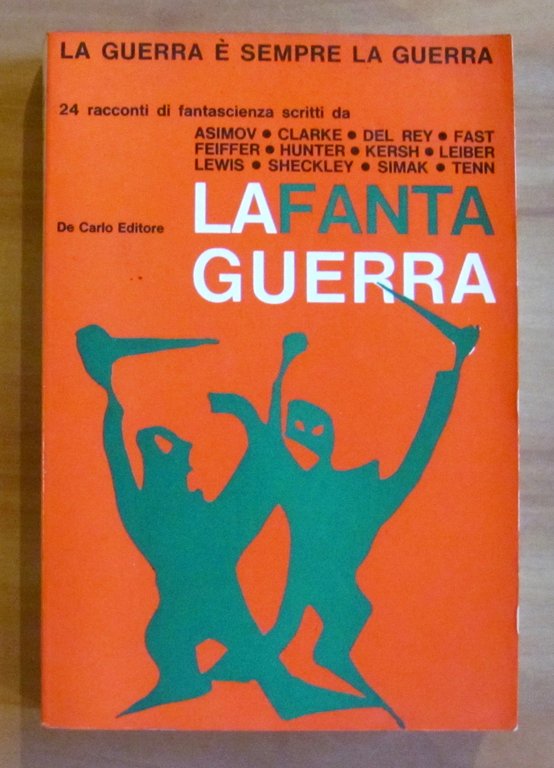 LA GUERRA È SEMPRE LA GUERRA
24 racconti di fantascienza scritti da
ASIMOV • CLARKE • DEL REY • FAST
FEIFFER • HUNTER • KERSH • LEIBER
LEWIS • SHECKLEY • SIMAK • TENN
LAFANTA
De Carlo Editore
GUERRA